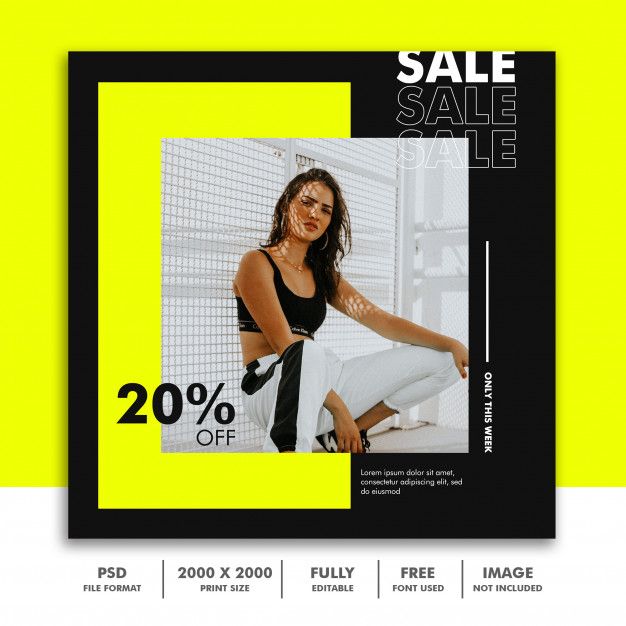 SALE
SALE
SALE
20%
OFF
ONLY THIS WEEK
Lorem ipsum dolor sit amet,
consectetur adipiscing elit, sed
do eiusmod
PSD
FILE FORMAT
2000 X 2000
PRINT SIZE
FULLY
EDITABLE
FREE
FONT USED
IMAGE
NOT INCLUDED